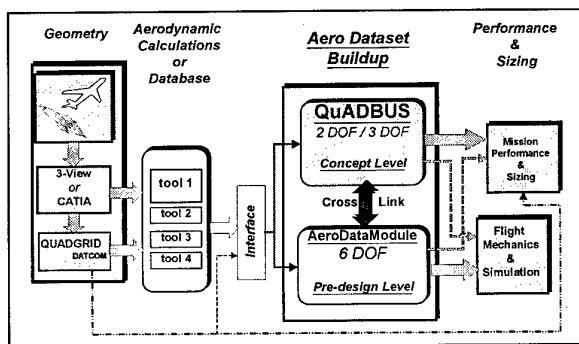 Geometry
Aerodynamic
Calculations
or
Database
Aero Dataset
Buildup
Performance
&
Sizing
3-View
or
CATIA
QUADGRID
DATCOM
tool 1
tool 2
tool 3
tool 4
Interface
QuADBUS
2 DOF / 3 DOF
Concept Level
Cross Link
AeroDataModule
6 DOF
Pre-design Level
Mission
Performance
&
Sizing
Flight
Mechanics
&
Simulation